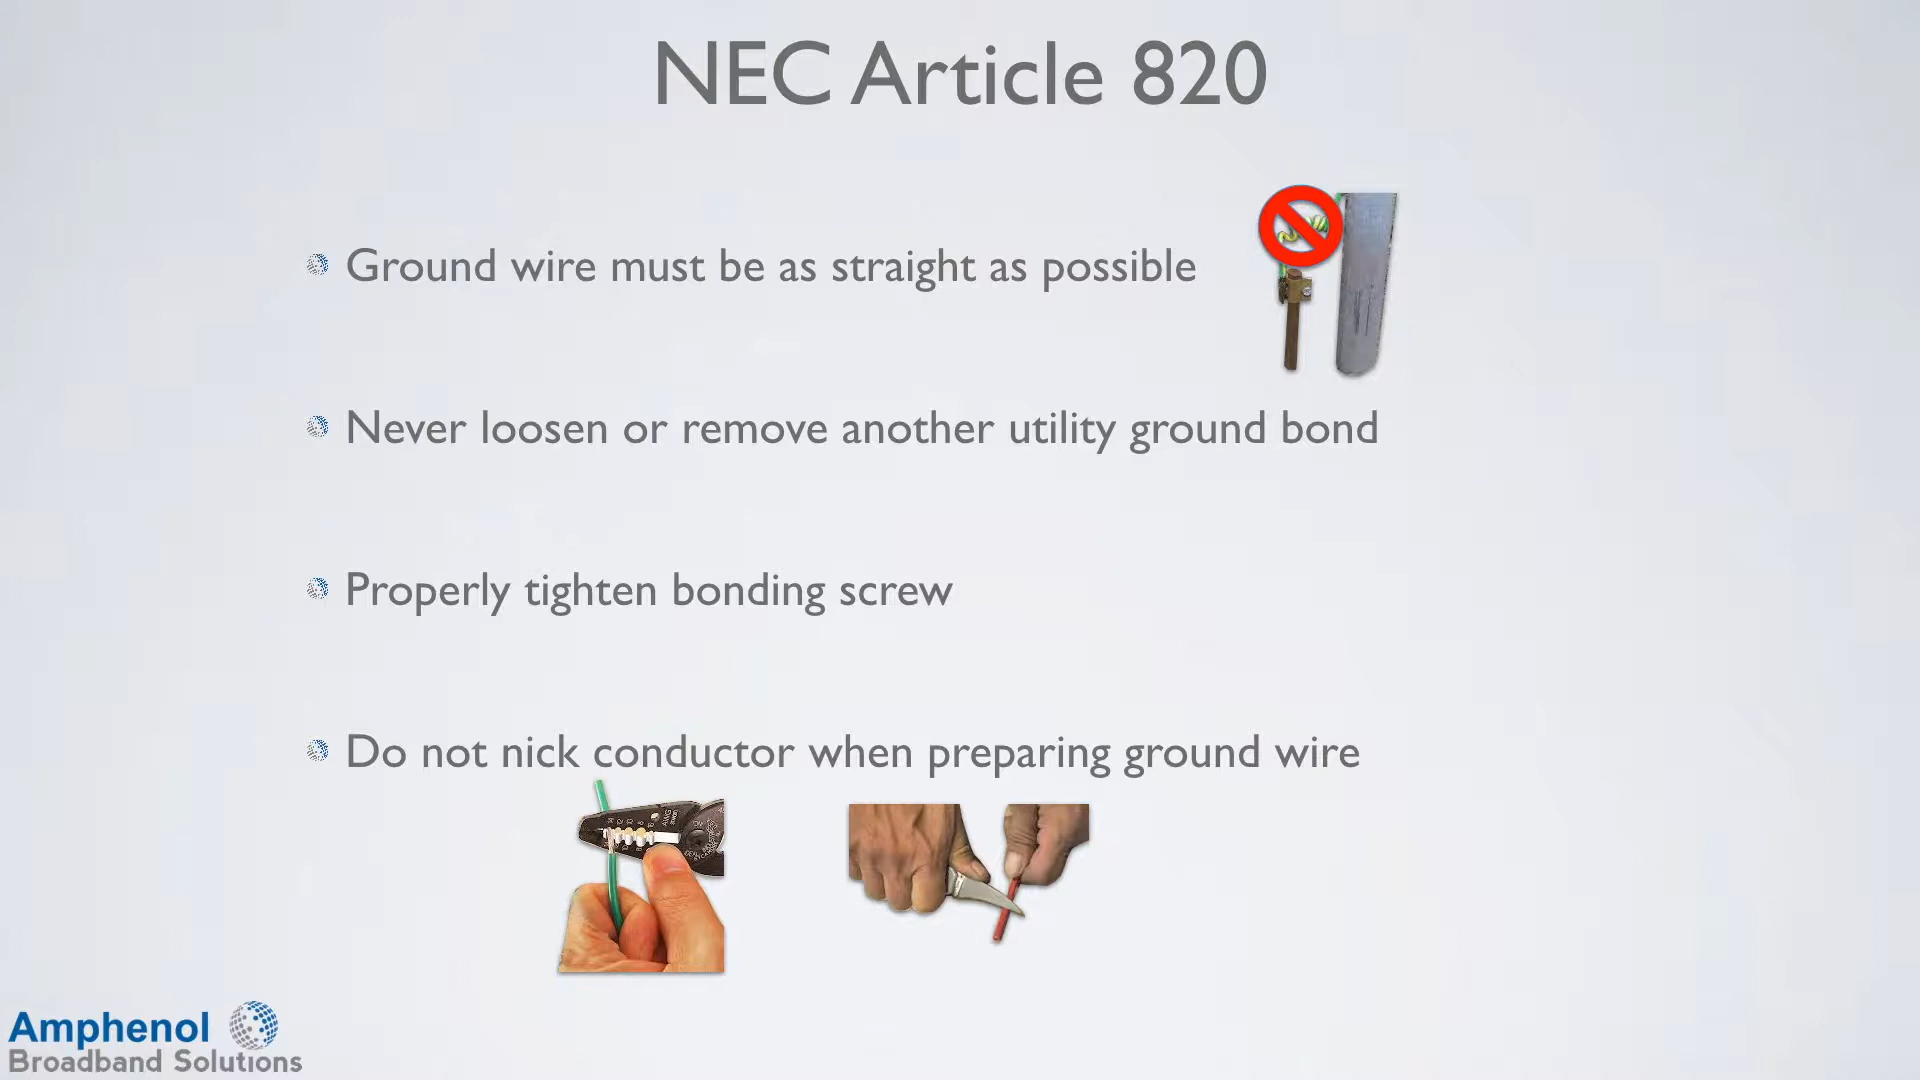 NEC Article 820
Ground wire must be as straight as possible
Never loosen or remove another utility ground bond
Properly tighten bonding screw
Do not nick conductor when preparing ground wire
Amphenol
Broadband Solutions